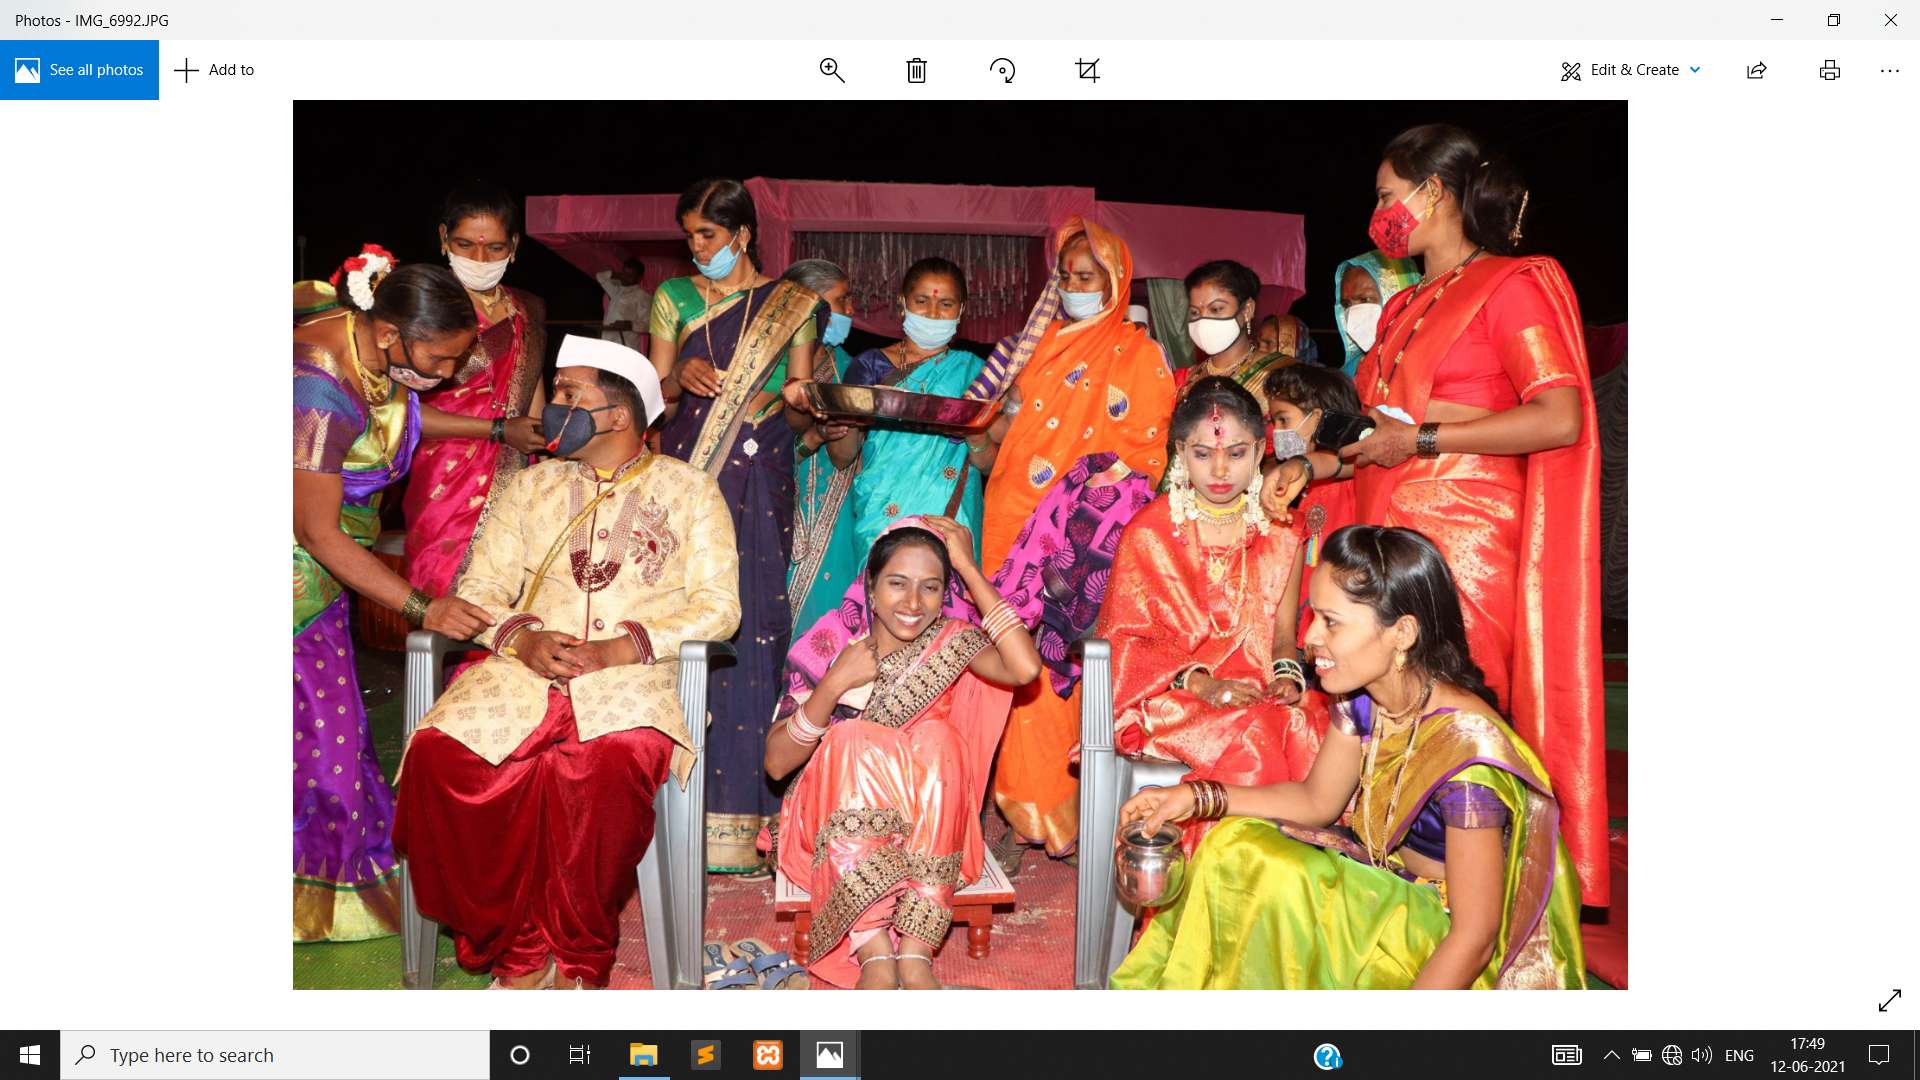 Photos - IMG_6992.JPG
See all photos
Add to
Edit & Create
Type here to search
ENG
17:49
12-06-2021